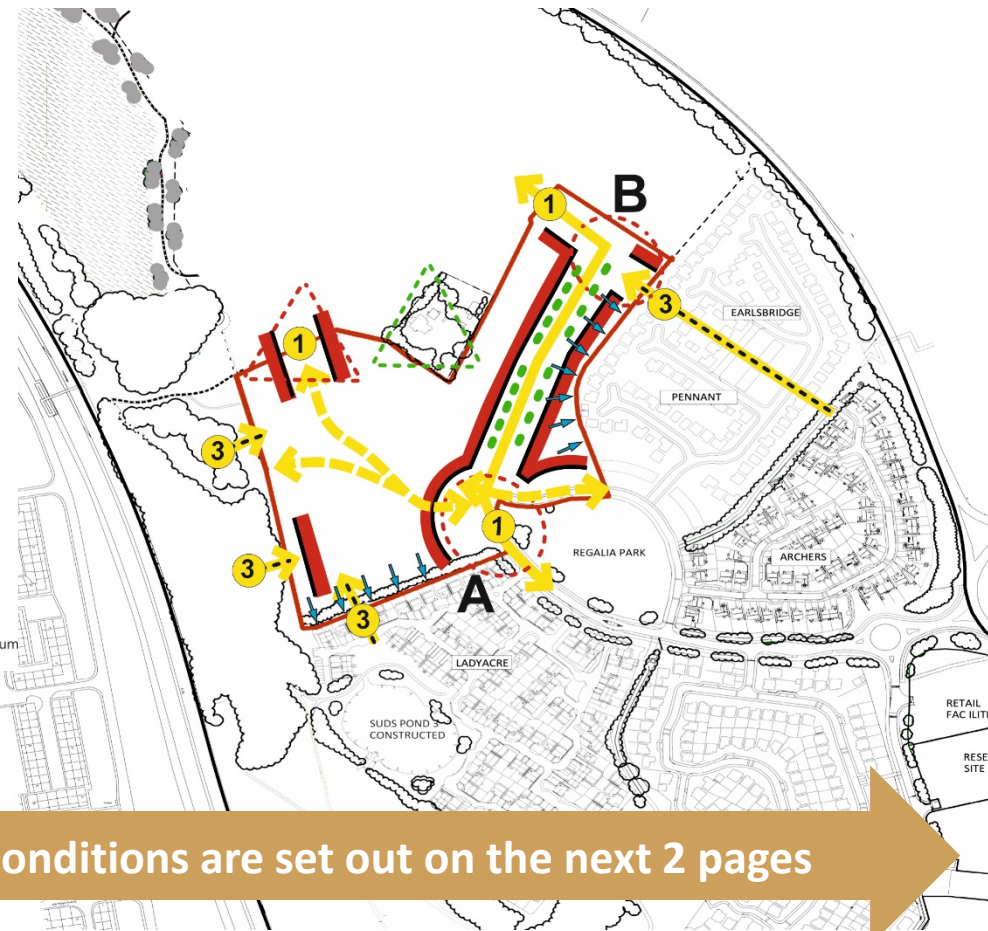 B
1
3
EARLSBRIDGE
1
PENNANT
3
1
REGALIA PARK
ARCHERS
3
A
3
um
LADYACRE
SUDS POND 3
CONSTRUCTED
RETAIL
FAC ILITI
RESE
SITE
onditions are set out on the next 2 pages